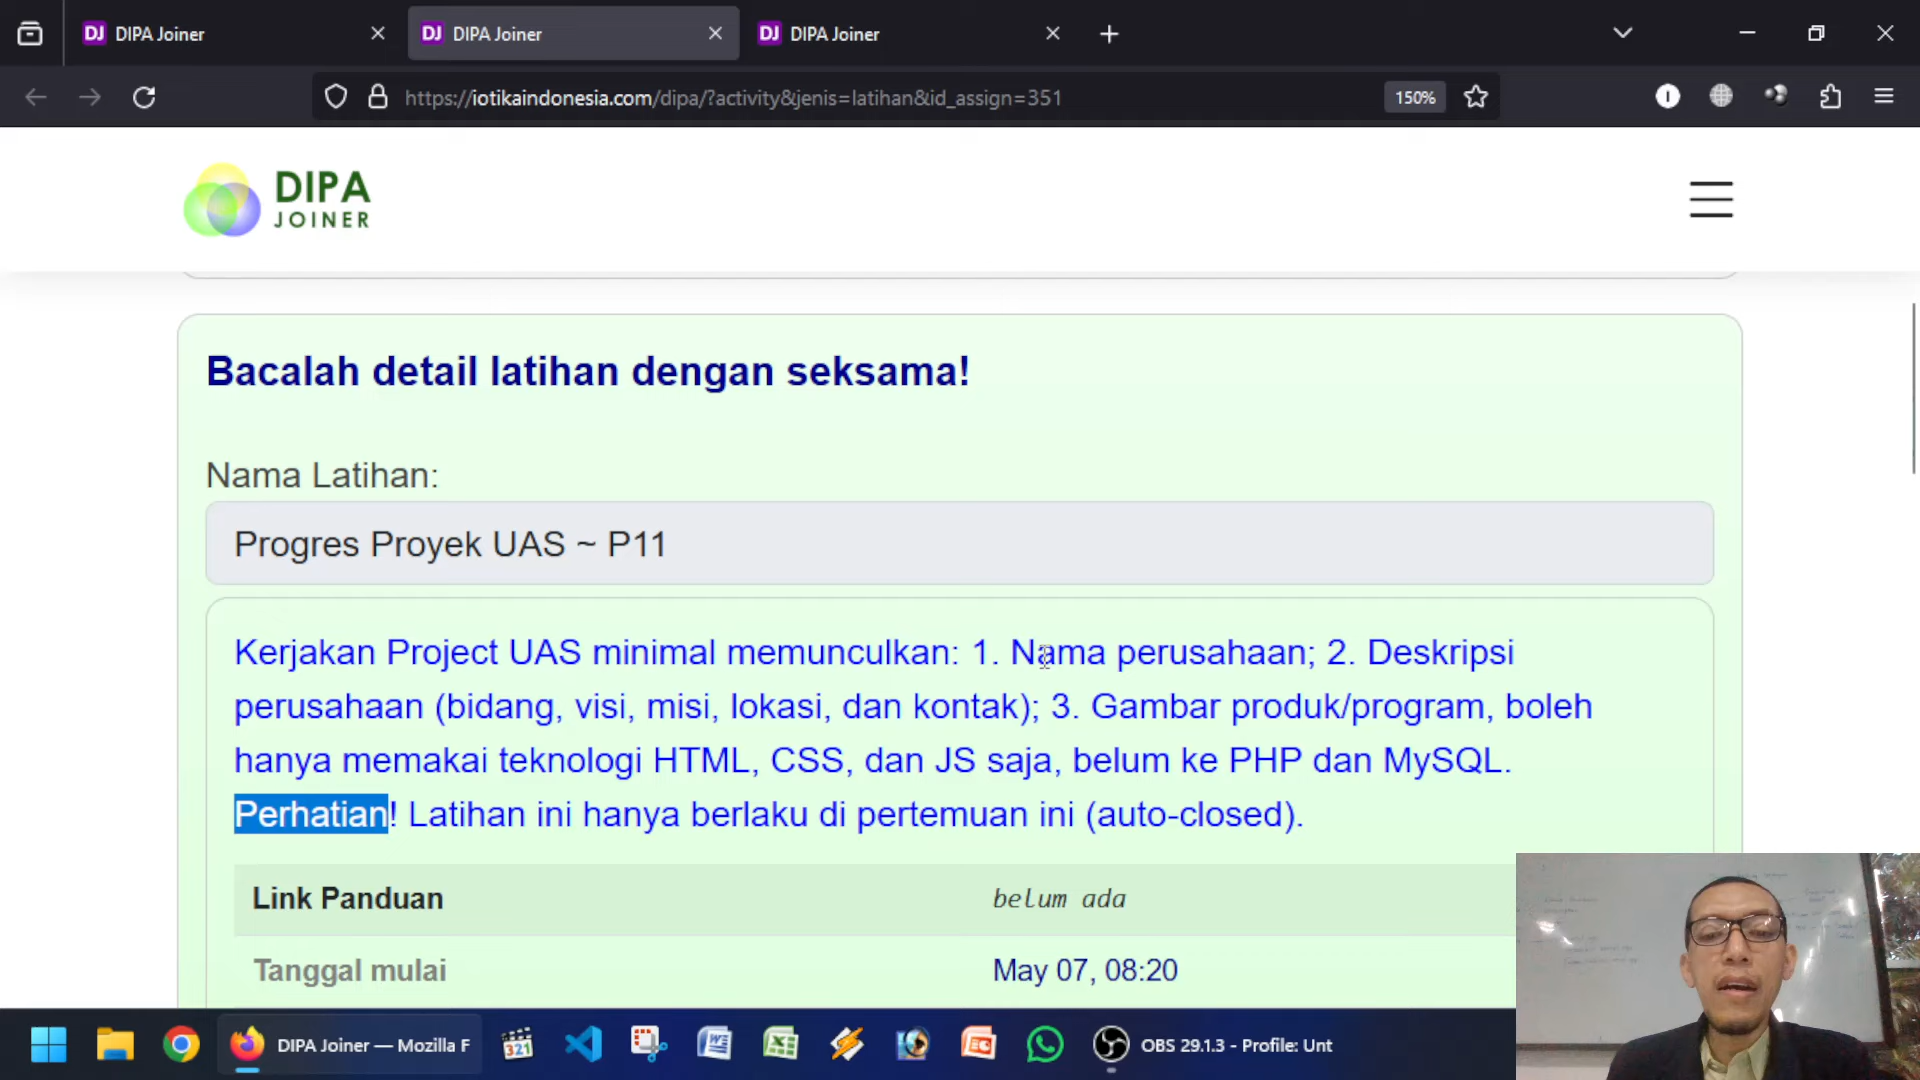 DJ DIPA Joiner
DJ DIPA Joiner
DJ DIPA Joiner
https://iotikaindonesia.com/dipa/?activity&jenis=latihan&id_assign=351
150%
DIPA
JOINER
Bacalah detail latihan dengan seksama!
Nama Latihan:
Progres Proyek UAS ~ P11
Kerjakan Project UAS minimal memunculkan: 1. Nama perusahaan; 2. Deskripsi
perusahaan (bidang, visi, misi, lokasi, dan kontak); 3. Gambar produk/program, boleh
hanya memakai teknologi HTML, CSS, dan JS saja, belum ke PHP dan MySQL.
Perhatian! Latihan ini hanya berlaku di pertemuan ini (auto-closed).
Link Panduan belum ada
Tanggal mulai May 07, 08:20
DIPA Joiner — Mozilla F
321
OBS 29.1.3 - Profile: Unt